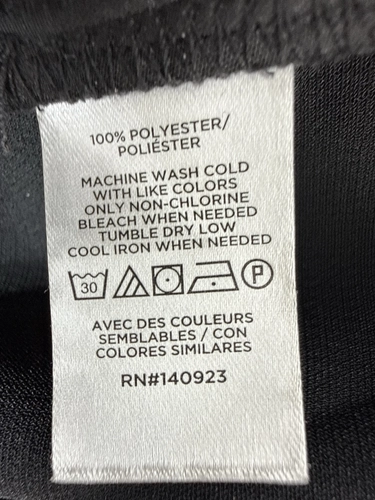 100% POLYESTER/
POLIÉSTER
MACHINE WASH COLD
WITH LIKE COLORS
ONLY NON-CHLORINE
BLEACH WHEN NEEDED
TUMBLE DRY LOW
COOL IRON WHEN NEEDED
30 P
AVEC DES COULEURS
SEMBLABLES / CON
COLORES SIMILARES
RN#140923